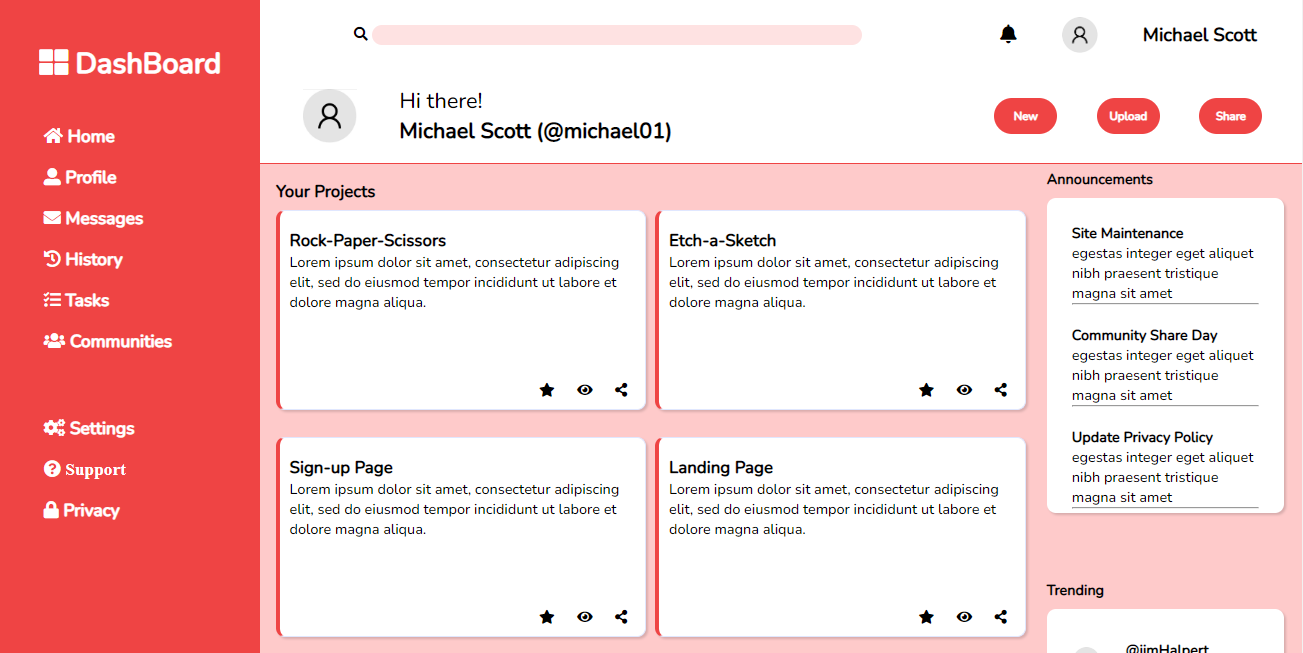 DashBoard
Home
Profile
Messages
History
Tasks
Communities
Settings
Support
Privacy
Michael Scott
Hi there!
Michael Scott (@michael01)
New
Upload
Share
Your Projects
Rock-Paper-Scissors
Lorem ipsum dolor sit amet, consectetur adipiscing
elit, sed do eiusmod tempor incididunt ut labore et
dolore magna aliqua.
Etch-a-Sketch
Lorem ipsum dolor sit amet, consectetur adipiscing
elit, sed do eiusmod tempor incididunt ut labore et
dolore magna aliqua.
Sign-up Page
Lorem ipsum dolor sit amet, consectetur adipiscing
elit, sed do eiusmod tempor incididunt ut labore et
dolore magna aliqua.
Landing Page
Lorem ipsum dolor sit amet, consectetur adipiscing
elit, sed do eiusmod tempor incididunt ut labore et
dolore magna aliqua.
Announcements
Site Maintenance
egestas integer eget aliquet
nibh praesent tristique
magna sit amet
Community Share Day
egestas integer eget aliquet
nibh praesent tristique
magna sit amet
Update Privacy Policy
egestas integer eget aliquet
nibh praesent tristique
magna sit amet
Trending
@jimHalpert